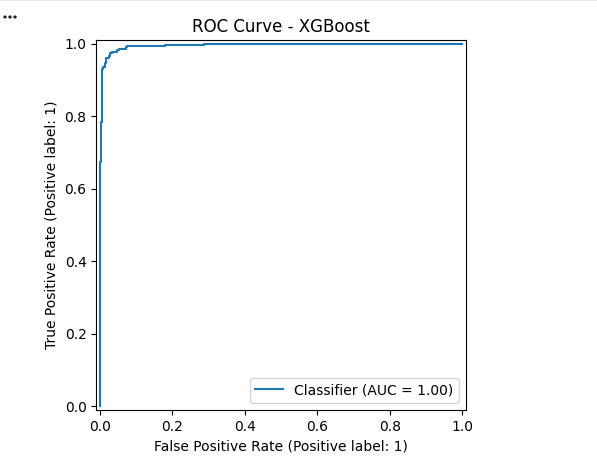 ...
ROC Curve - XGBoost
1.0
0.8
0.6
0.4
0.2
0.0
True Positive Rate (Positive label: 1)
Classifier (AUC = 1.00)
0.0 0.2 0.4 0.6 0.8 1.0
False Positive Rate (Positive label: 1)